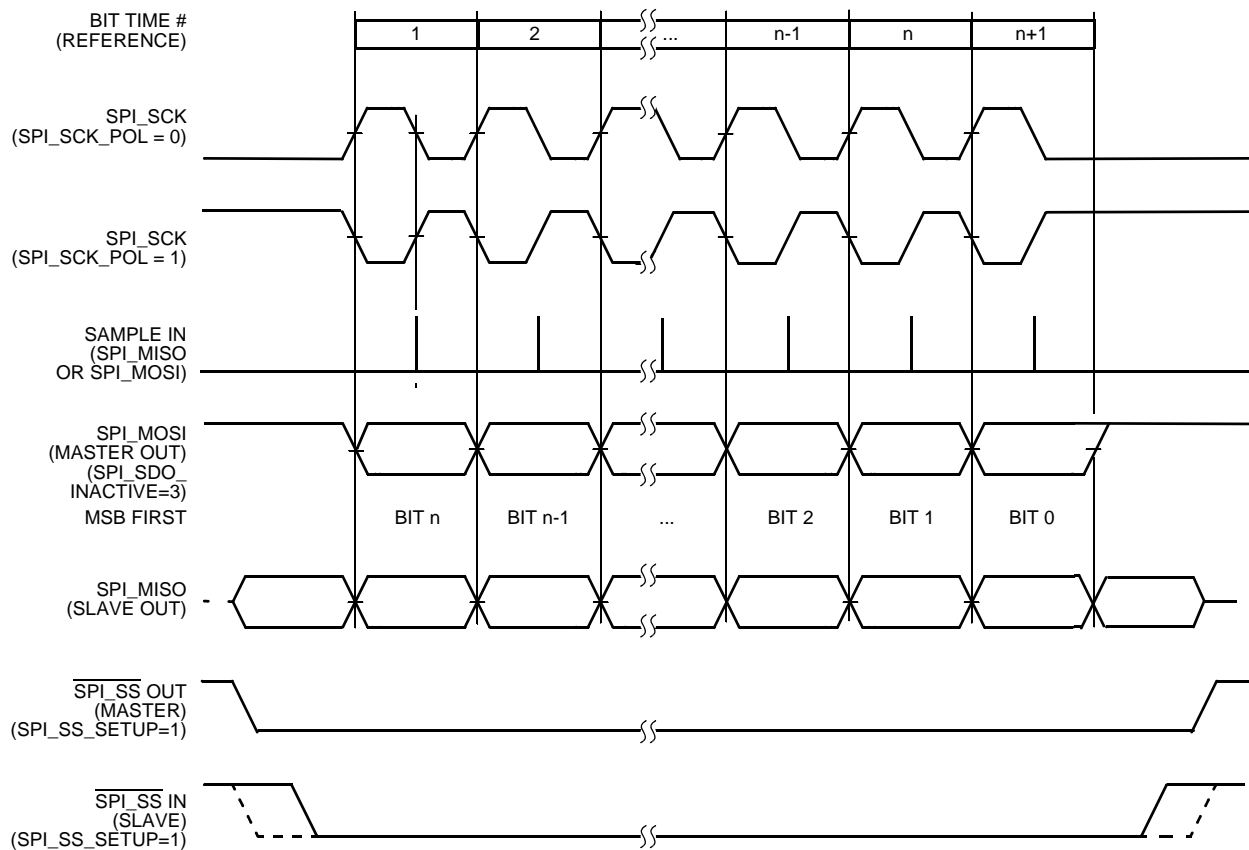 BIT TIME #
(REFERENCE)
1 2 ... n-1 n n+1
SPI_SCK
(SPI_SCK_POL = 0)
SPI_SCK
(SPI_SCK_POL = 1)
SAMPLE IN
(SPI_MISO
OR SPI_MOSI)
SPI_MOSI
(MASTER OUT)
(SPI_SDO_
INACTIVE=3)
MSB FIRST BIT n BIT n-1 ... BIT 2 BIT 1 BIT 0
SPI_MISO
(SLAVE OUT)
SPI_SS OUT
(MASTER)
(SPI_SS_SETUP=1)
SPI_SS IN
(SLAVE)
(SPI_SS_SETUP=1)